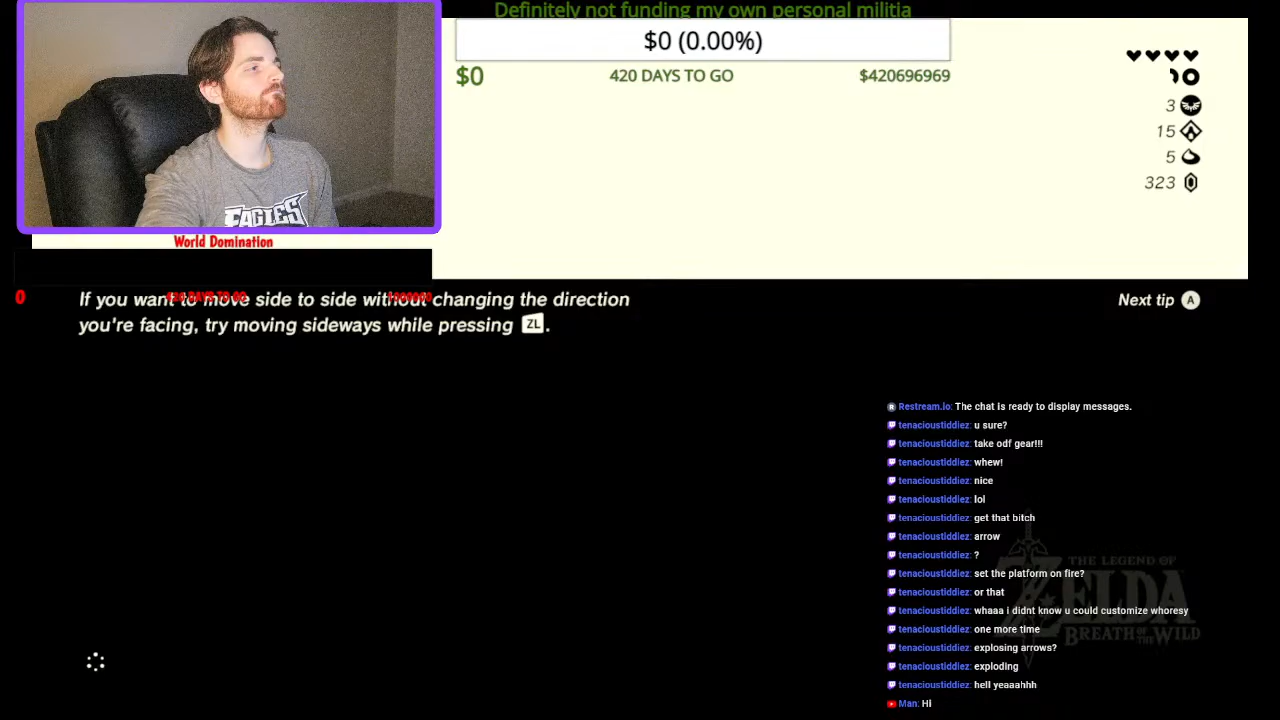 Definitely not funding my own personal militia
$0 (0.00%)
$0 420 DAYS TO GO $420696969
3
15
5
323
EAGLES
World Domination
0 420 DAYS TO GO 1000000
If you want to move side to side without changing the direction
you're facing, try moving sideways while pressing ZL.
Next tip A
Restream.io: The chat is ready to display messages.
tenacioustiddiez: u sure?
tenacioustiddiez: take odf gear!!!
tenacioustiddiez: whew!
tenacioustiddiez: nice
tenacioustiddiez: lol
tenacioustiddiez: get that bitch
tenacioustiddiez: arrow
tenacioustiddiez: ?
tenacioustiddiez: set the platform on fire?
tenacioustiddiez: or that
tenacioustiddiez: whaaa i didnt know u could customize whoresy
tenacioustiddiez: one more time
tenacioustiddiez: explosing arrows?
tenacioustiddiez: exploding
tenacioustiddiez: hell yeaaahhh
Man: Hi
THE LEGEND OF
ZELDA
BREATH OF THE WILD